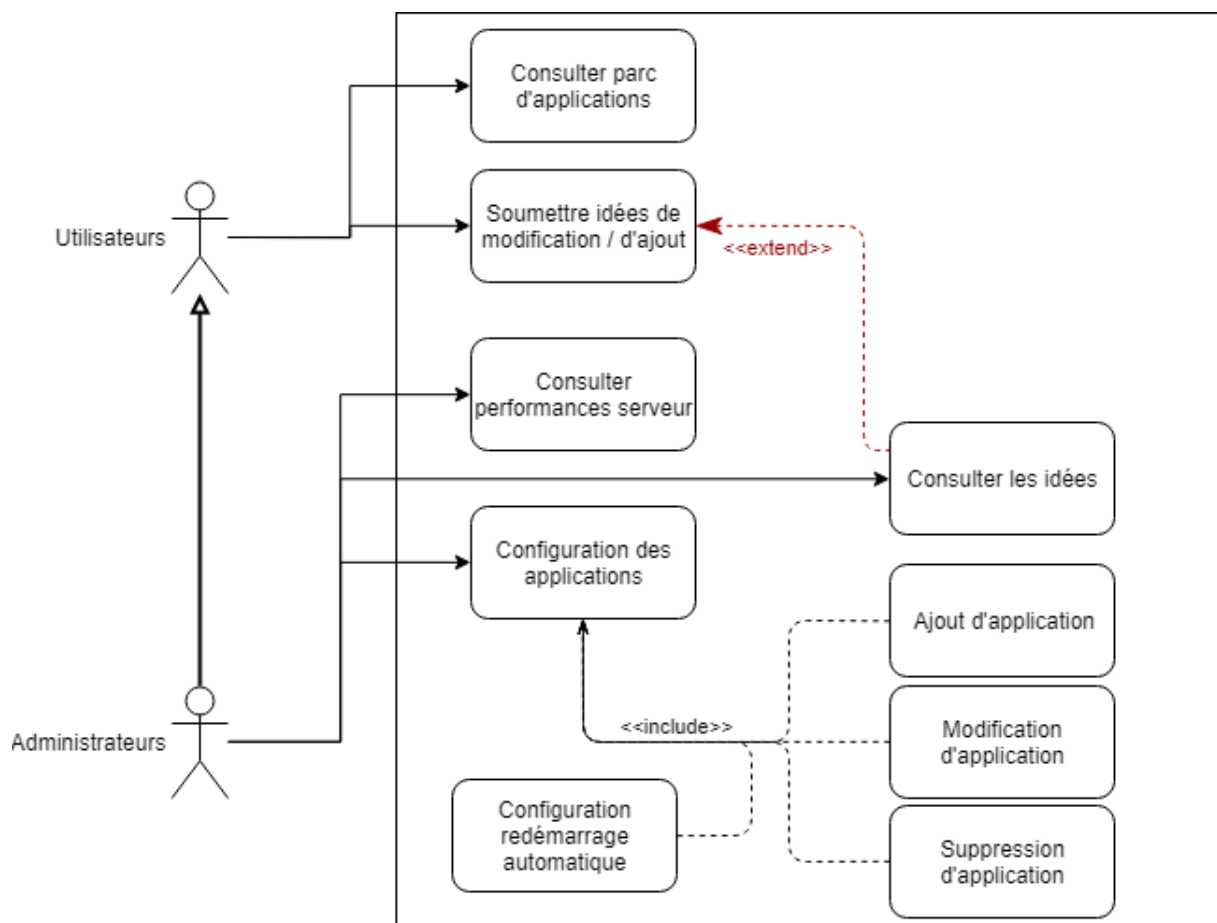 Consulter parc
d'applications
Soumettre idées de
modification / d'ajout
Utilisateurs
<<extend>>
Consulter
performances serveur
Consulter les idées
Configuration des
applications
Ajout d'application
<<include>>
Modification
d'application
Administrateurs
Configuration
redémarrage
automatique
Suppression
d'application